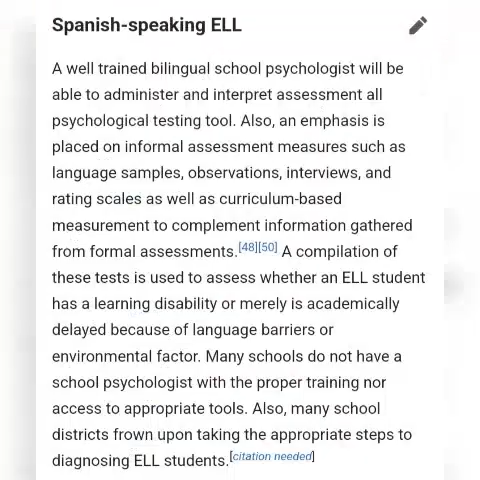 Spanish-speaking ELL
A well trained bilingual school psychologist will be
able to administer and interpret assessment all
psychological testing tool. Also, an emphasis is
placed on informal assessment measures such as
language samples, observations, interviews, and
rating scales as well as curriculum-based
measurement to complement information gathered
from formal assessments.[48][50] A compilation of
these tests is used to assess whether an ELL student
has a learning disability or merely is academically
delayed because of language barriers or
environmental factor. Many schools do not have a
school psychologist with the proper training nor
access to appropriate tools. Also, many school
districts frown upon taking the appropriate steps to
diagnosing ELL students.[citation needed]